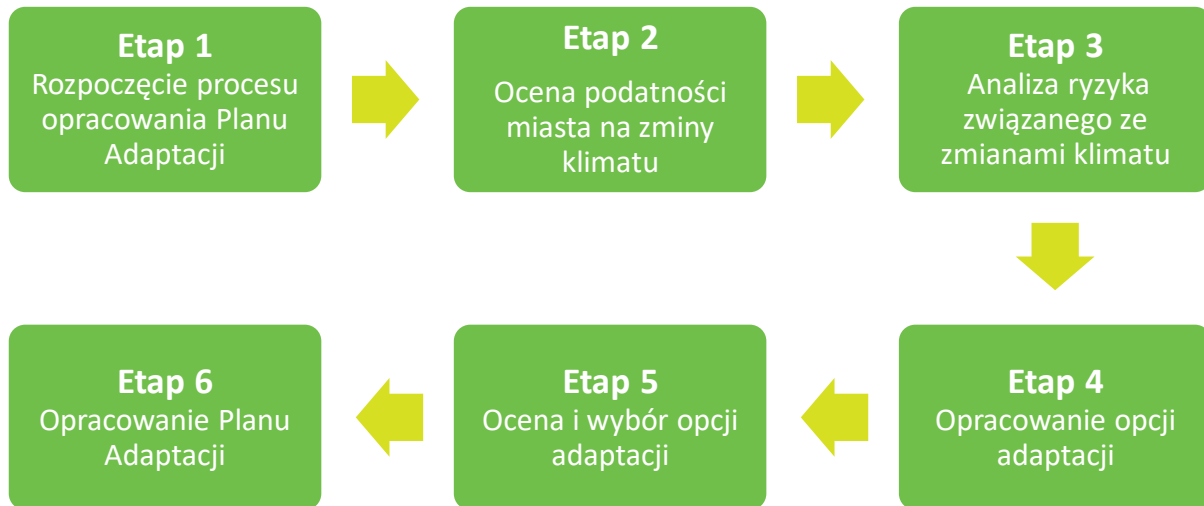 Etap 1
Rozpoczęcie procesu
opracowania Planu
Adaptacji
Etap 2
Ocena podatności
miasta na zminy
klimatu
Etap 3
Analiza ryzyka
związanego ze
zmianami klimatu
Etap 4
Opracowanie opcji
adaptacji
Etap 5
Ocena i wybór opcji
adaptacji
Etap 6
Opracowanie Planu
Adaptacji